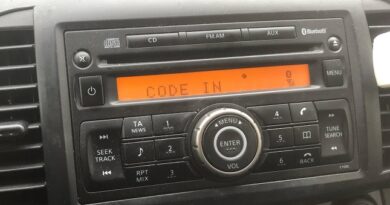 CD FM·AM AUX Bluetooth
CODE IN
MENU
TA
NEWS
1
4
SEEK
TRACK
2
5
TUNE
SEARCH
RPT
MIX
3
6
BACK
MENU
ENTER
VOL